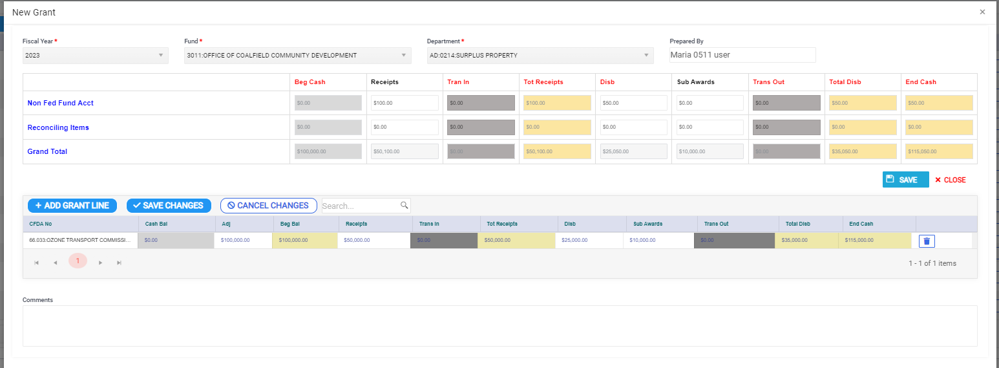 New Grant ×
Fiscal Year * Fund * Department * Prepared By
2023 3011:OFFICE OF COALFIELD COMMUNITY DEVELOPMENT AD:0214:SURPLUS PROPERTY Maria 0511 user
Beg Cash Receipts Tran In Tot Receipts Disb Sub Awards Trans Out Total Disb End Cash
Non Fed Fund Acct $0.00 $100.00 $0.00 $100.00 $50.00 $0.00 $0.00 $50.00 $50.00
Reconciling Items $0.00 $0.00 $0.00 $0.00 $0.00 $0.00 $0.00 $0.00 $0.00
Grand Total $100,000.00 $50,100.00 $0.00 $50,100.00 $25,050.00 $10,000.00 $0.00 $35,050.00 $115,050.00
SAVE × CLOSE
+ ADD GRANT LINE SAVE CHANGES CANCEL CHANGES Search...
CFDA No Cash Bal Adj Beg Bal Receipts Trans In Tot Receipts Disb Sub Awards Trans Out Total Disb End Cash
66.033:OZONE TRANSPORT COMMISSI... $0.00 $100,000.00 $100,000.00 $50,000.00 $0.00 $50,000.00 $25,000.00 $10,000.00 $0.00 $35,000.00 $115,000.00
1 1 - 1 of 1 items
Comments